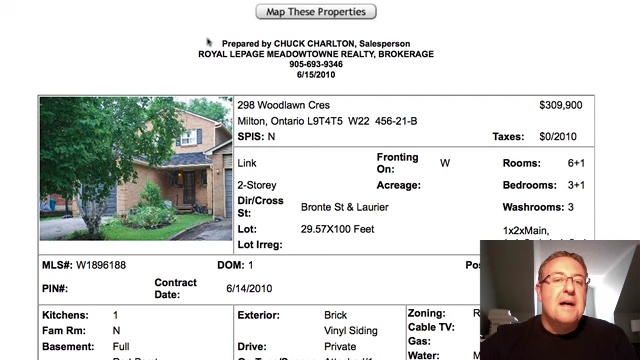 Map These Properties
Prepared by CHUCK CHARLTON, Salesperson
ROYAL LEPAGE MEADOWTOWNE REALTY, BROKERAGE
905-693-9346
6/15/2010
298 Woodlawn Cres $309,900
Milton, Ontario L9T4T5 W22 456-21-B
SPIS: N Taxes: $0/2010
Link Fronting On: W Rooms: 6+1
2-Storey Acreage: Bedrooms: 3+1
Dir/Cross St: Bronte St & Laurier Washrooms: 3
Lot: 29.57X100 Feet 1x2xMain,
Lot Irreg:
MLS#: W1896188 DOM: 1
PIN#: Contract Date: 6/14/2010
Kitchens: 1 Exterior: Brick Zoning:
Fam Rm: N Vinyl Siding Cable TV:
Basement: Full Drive: Private Gas:
Water: